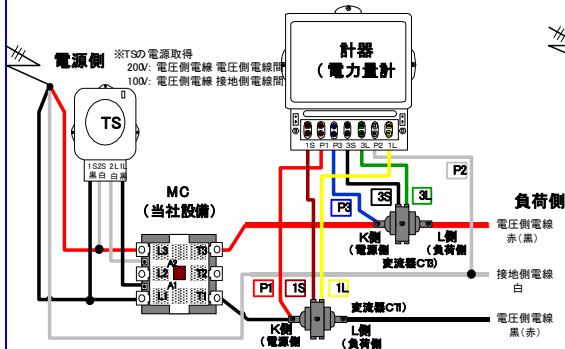 電源側
※TSの電源取得
200V: 電圧側電線 電圧側電線間
100V: 電圧側電線 接地側電線間
計器
(電力量計
TS
1S2S 2L1L
黒白 白黒
1S P1 P3 3S 3L P2 1L
MC
(当社設備)
L3 T3
A2
L2 T2
A1
L1 T1
P2
3S
3L
P3
P1
1S
1L
K側
(電源側
L側
(負荷側
変流器CT3)
変流器CT1)
K側
(電源側
L側
(負荷側
負荷側
電圧側電線
赤(黒)
接地側電線
白
電圧側電線
黒(赤)